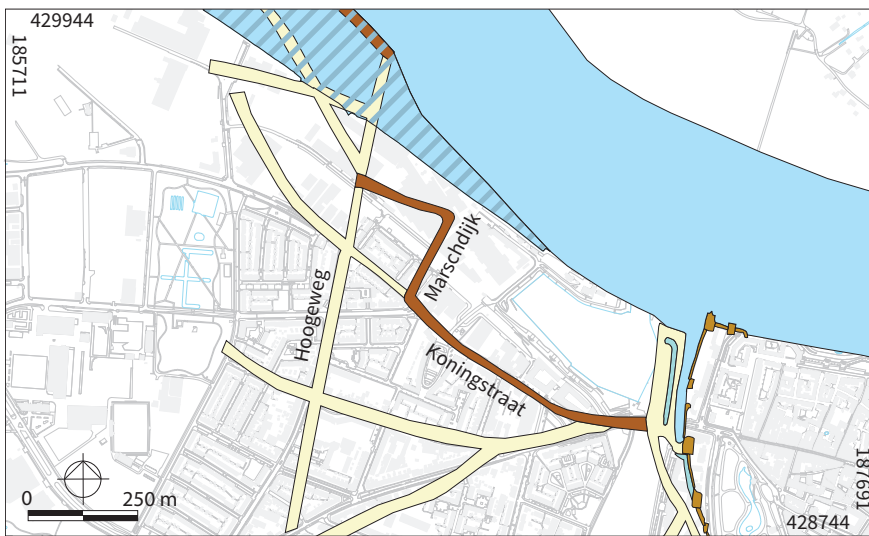 429944
185711
Marschdijk
Hoogeweg
Koningstraat
0 250 m
187691
428744